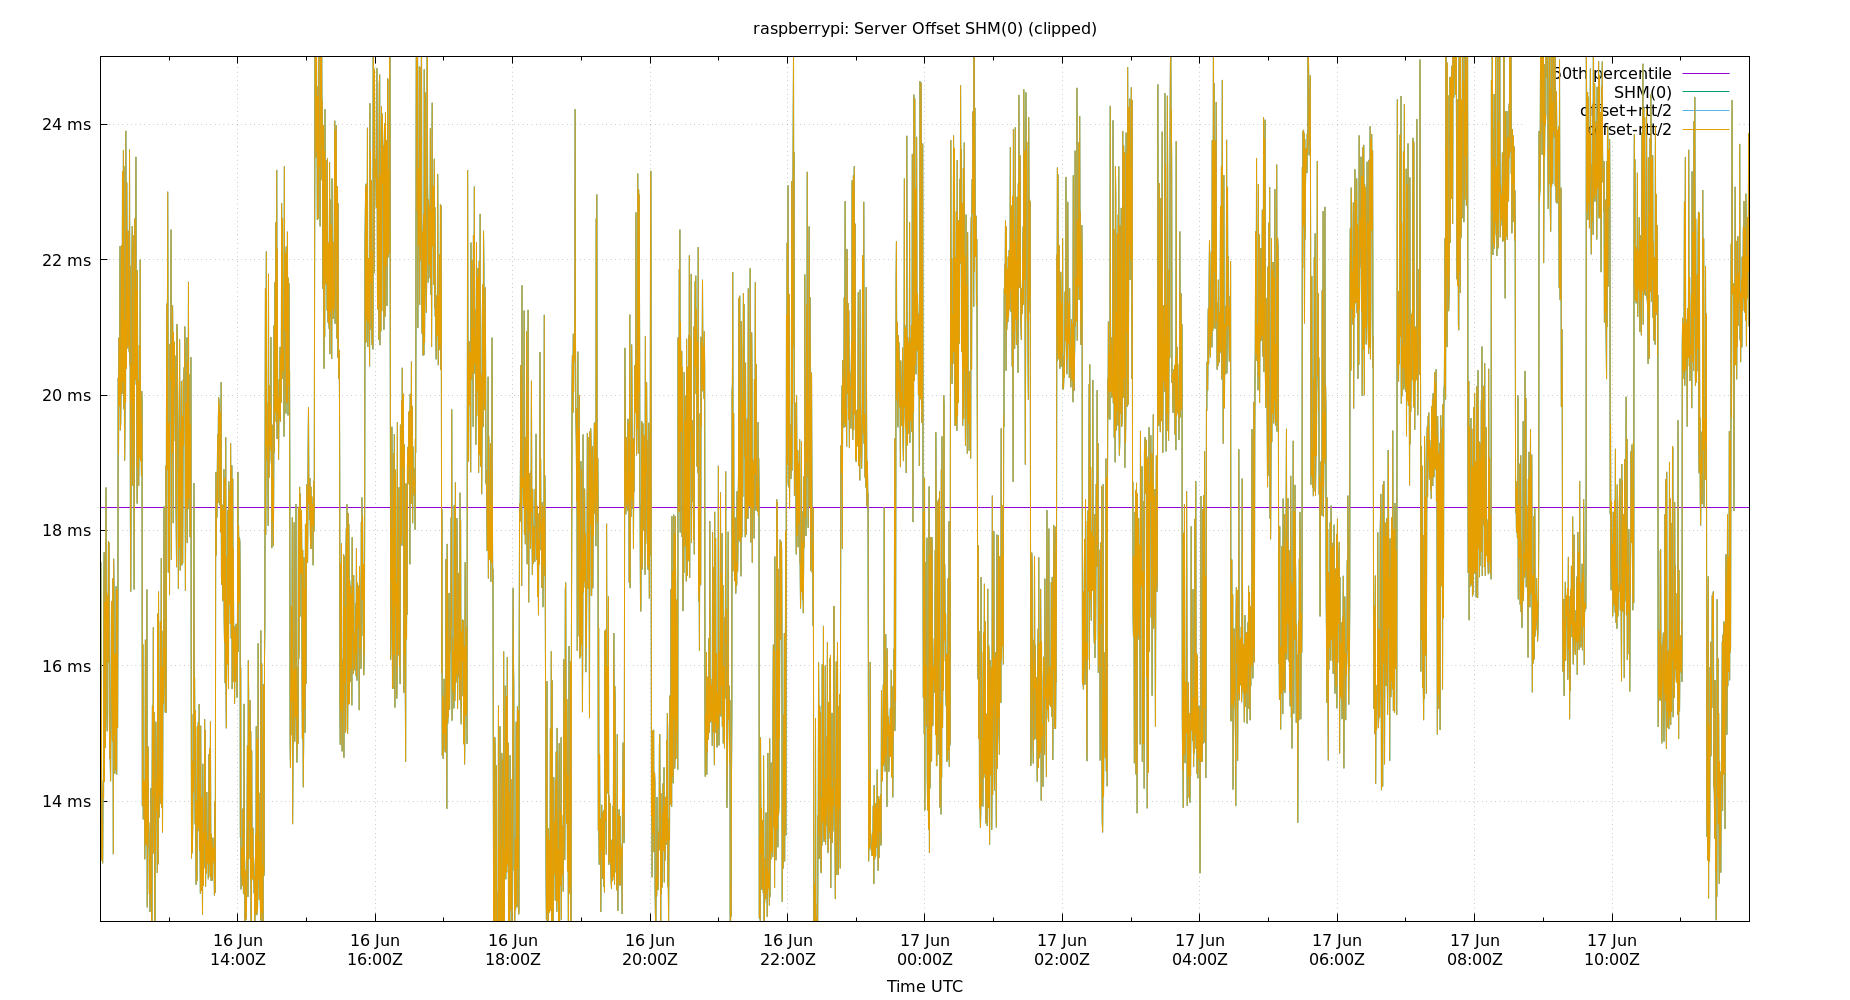 raspberrypi: Server Offset SHM(0) (clipped)
50th percentile
SHM(0)
offset+rtt/2
offset-rtt/2
24 ms
22 ms
20 ms
18 ms
16 ms
14 ms
16 Jun 16 Jun 16 Jun 16 Jun 16 Jun 17 Jun 17 Jun 17 Jun 17 Jun 17 Jun 17 Jun
14:00Z 16:00Z 18:00Z 20:00Z 22:00Z 00:00Z 02:00Z 04:00Z 06:00Z 08:00Z 10:00Z
Time UTC